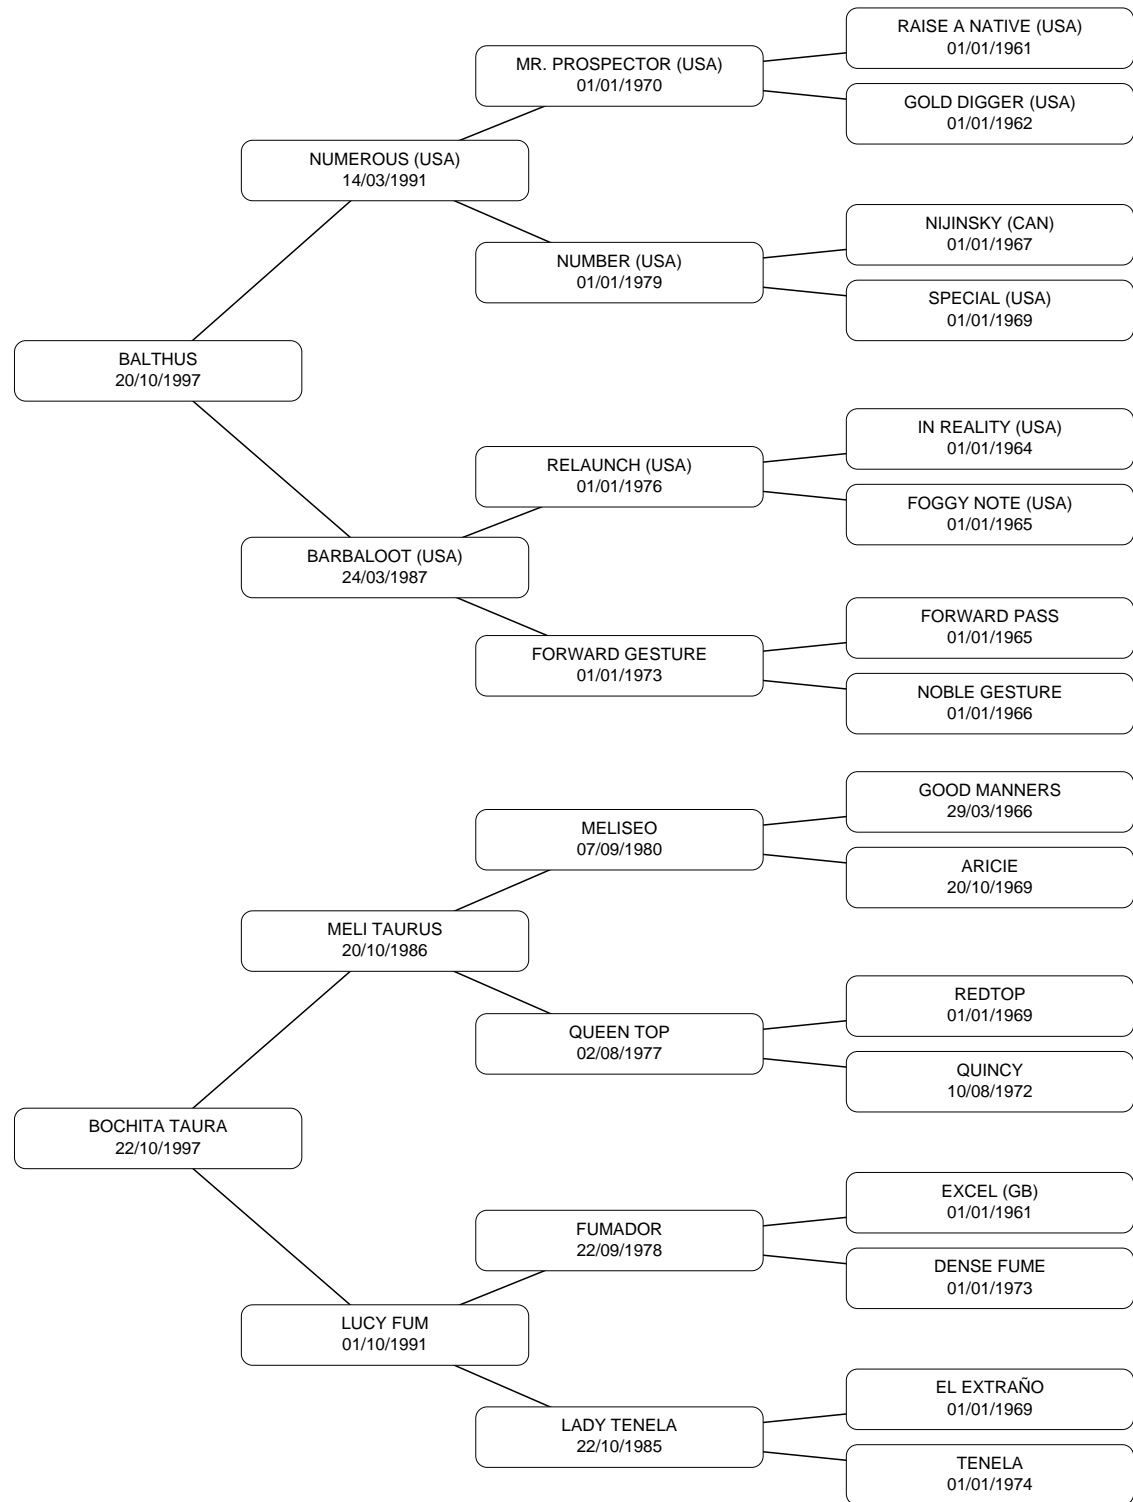 RAISE A NATIVE (USA)
01/01/1961
MR. PROSPECTOR (USA)
01/01/1970
GOLD DIGGER (USA)
01/01/1962
NUMEROUS (USA)
14/03/1991
NIJINSKY (CAN)
01/01/1967
NUMBER (USA)
01/01/1979
SPECIAL (USA)
01/01/1969
BALTHUS
20/10/1997
IN REALITY (USA)
01/01/1964
RELAUNCH (USA)
01/01/1976
FOGGY NOTE (USA)
01/01/1965
BARBALOOT (USA)
24/03/1987
FORWARD PASS
01/01/1965
FORWARD GESTURE
01/01/1973
NOBLE GESTURE
01/01/1966
GOOD MANNERS
29/03/1966
MELISEO
07/09/1980
ARICIE
20/10/1969
MELI TAURUS
20/10/1986
REDTOP
01/01/1969
QUEEN TOP
02/08/1977
QUINCY
10/08/1972
BOCHITA TAURA
22/10/1997
EXCEL (GB)
01/01/1961
FUMADOR
22/09/1978
DENSE FUME
01/01/1973
LUCY FUM
01/10/1991
EL EXTRAÑO
01/01/1969
LADY TENELA
22/10/1985
TENELA
01/01/1974